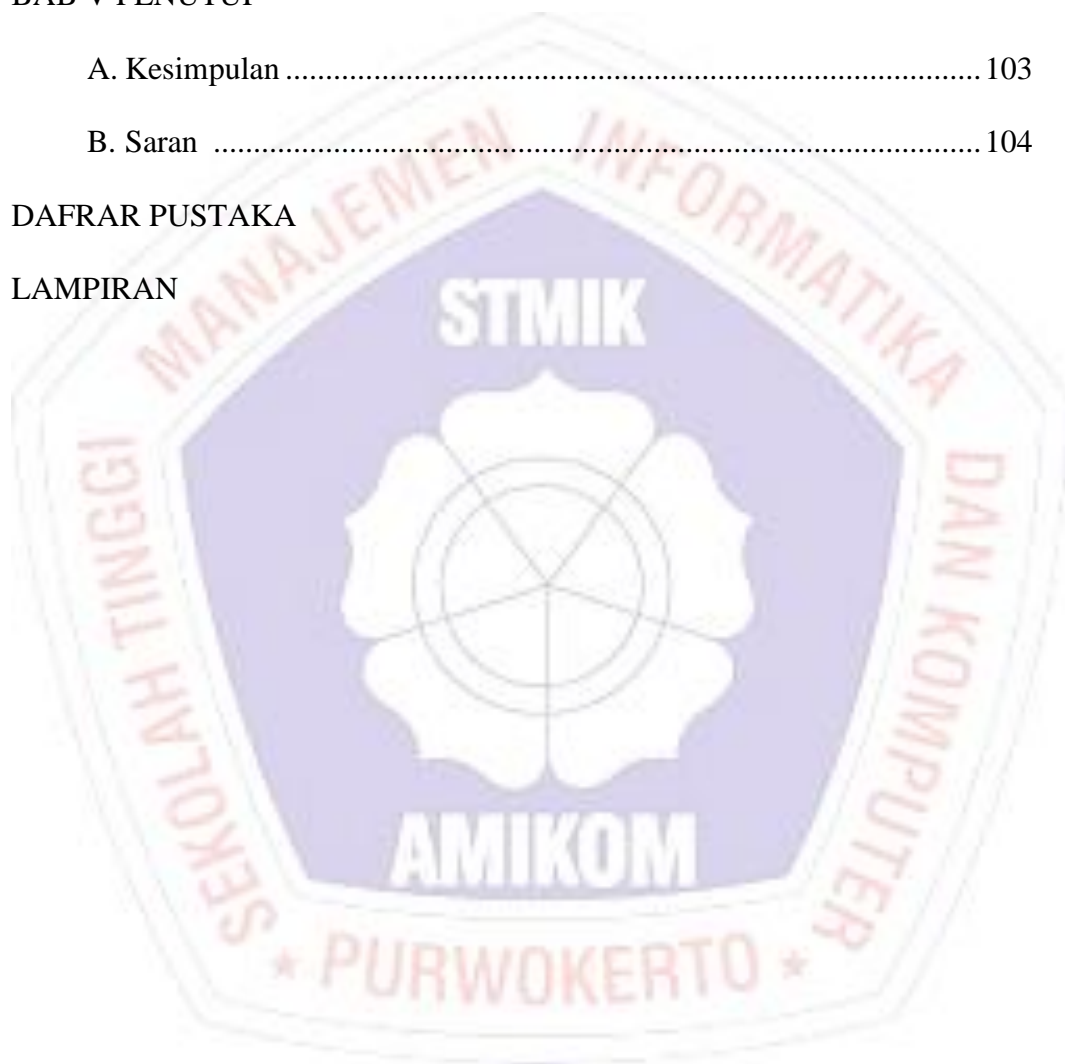 BAB V PENUTUP
A. Kesimpulan ........................................................................................ 103
B. Saran ................................................................................................ 104
DAFRAR PUSTAKA
LAMPIRAN
SEKOLAH TINGGI MANAJEMEN INFORMATIKA DAN KOMPUTER
STMIK
AMIKOM
* PURWOKERTO *